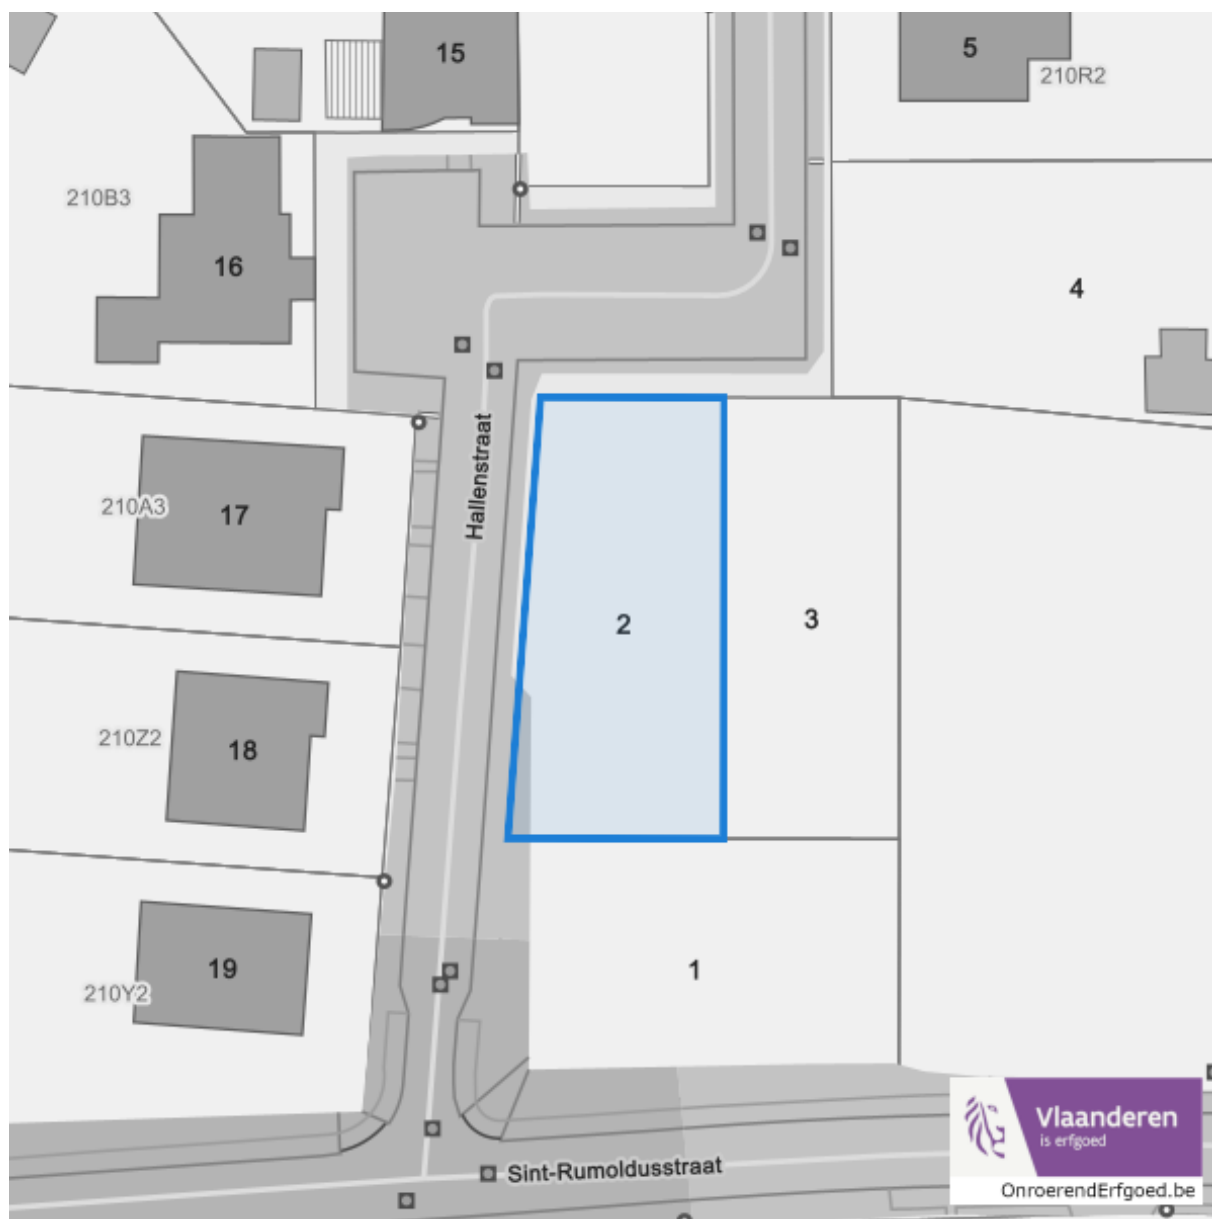 15
5
210R2
210B3
16
4
Hallenstraat
210A3
17
2
3
210Z2
18
19
210Y2
1
Sint-Rumoldusstraat
Vlaanderen
is erfgoed
OnroerendErfgoed.be